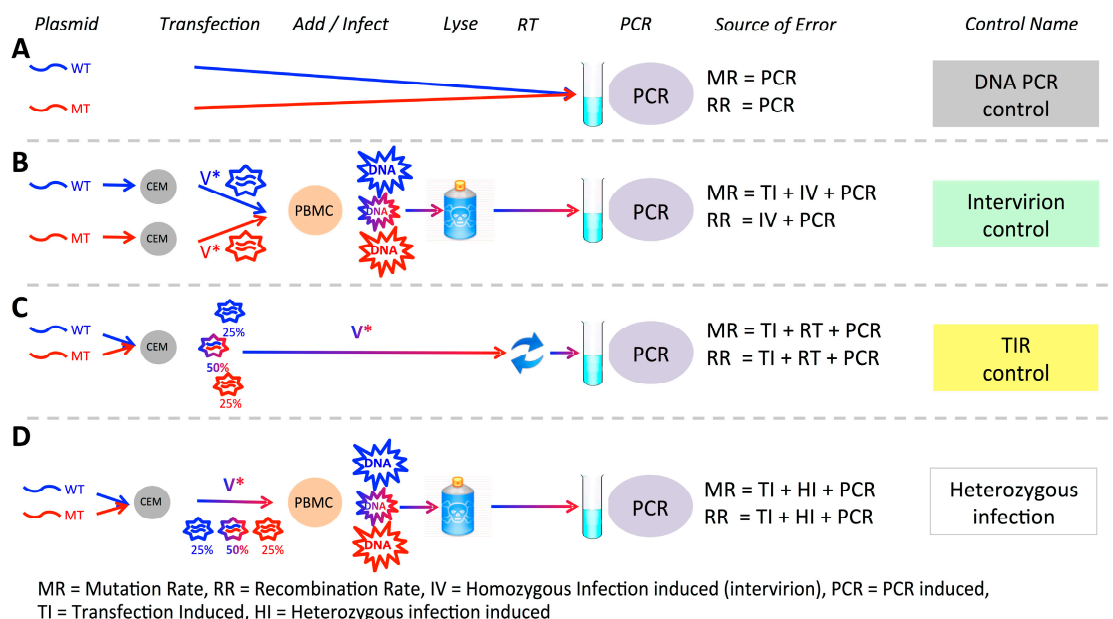 Plasmid Transfection Add / Infect Lyse RT PCR Source of Error Control Name
A
WT
MT
PCR
MR = PCR
RR = PCR
DNA PCR
control
B
WT
CEM
V*
MT
CEM
V*
PBMC
DNA
DNA
DNA
PCR
MR = TI + IV + PCR
RR = IV + PCR
Intervirion
control
C
WT
MT
CEM
25%
50%
25%
V*
PCR
MR = TI + RT + PCR
RR = TI + RT + PCR
TIR
control
D
WT
MT
CEM
V*
25% 50% 25%
PBMC
DNA
DNA
DNA
PCR
MR = TI + HI + PCR
RR = TI + HI + PCR
Heterozygous
infection
MR = Mutation Rate, RR = Recombination Rate, IV = Homozygous Infection induced (intervirion), PCR = PCR induced,
TI = Transfection Induced, HI = Heterozygous infection induced